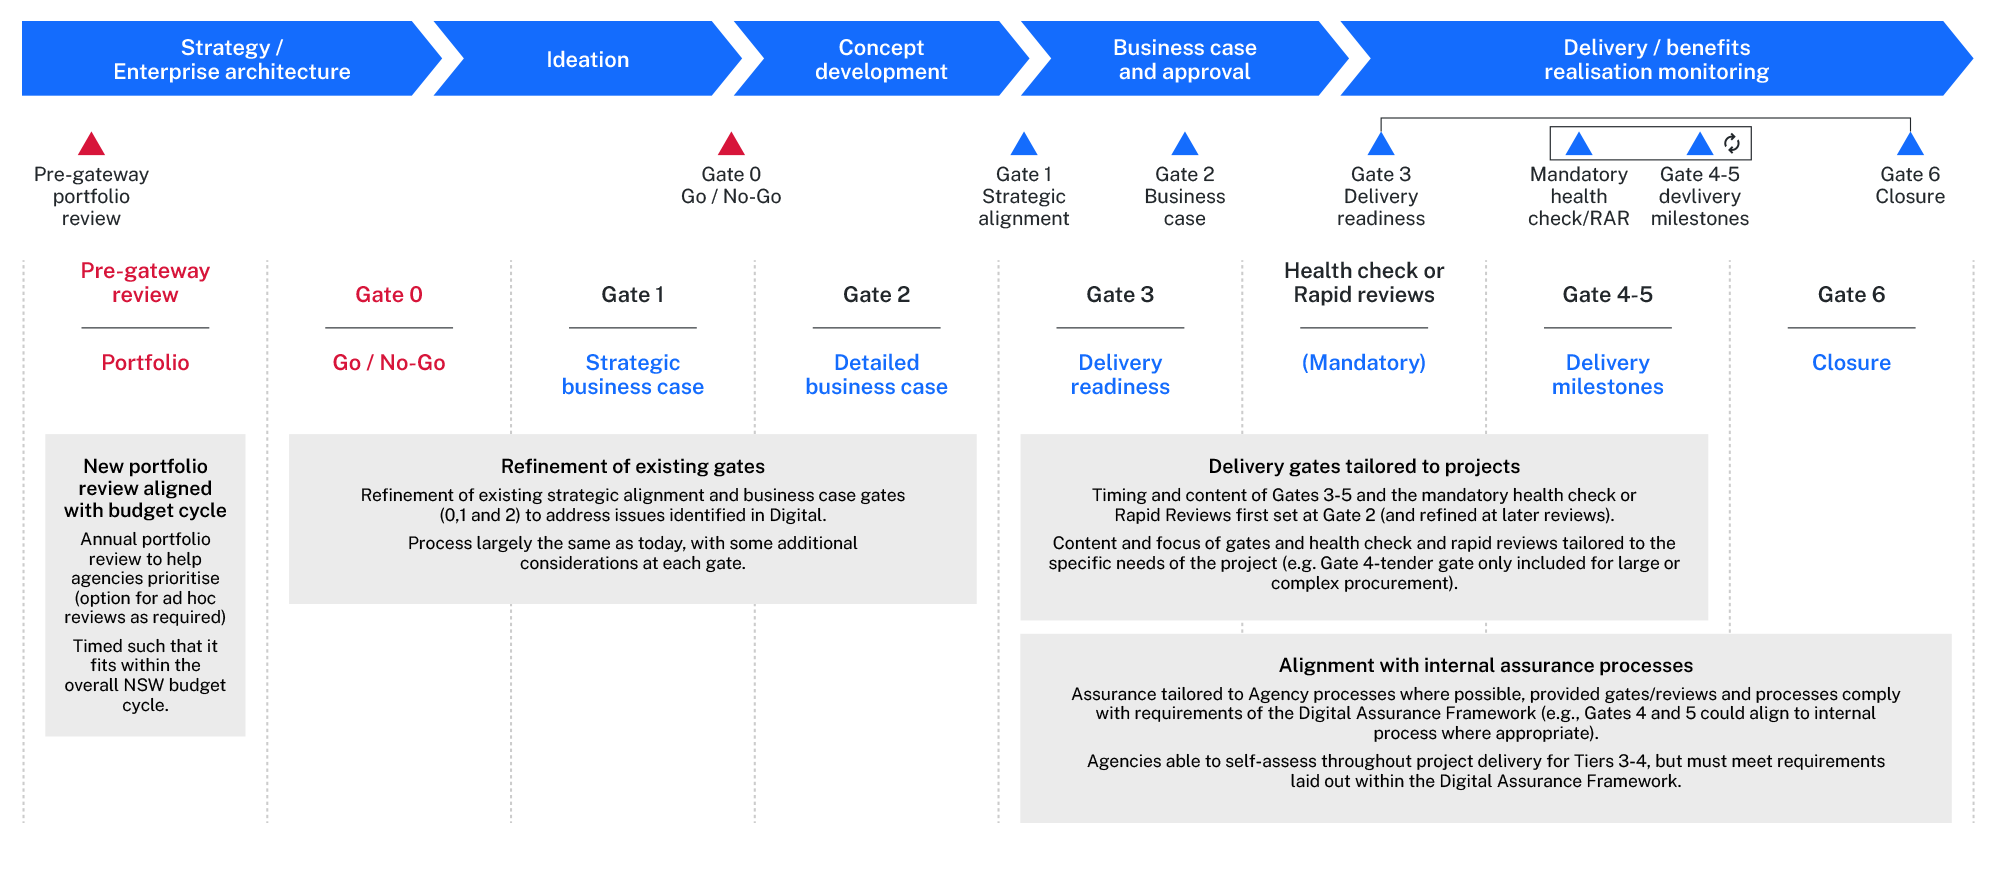 Strategy /
Enterprise architecture
Ideation
Concept
development
Business case
and approval
Delivery / benefits
realisation monitoring
Pre-gateway
portfolio
review
Gate 0
Go / No-Go
Gate 1
Strategic
alignment
Gate 2
Business
case
Gate 3
Delivery
readiness
Mandatory
health
check/RAR
Gate 4-5
devlivery
milestones
Gate 6
Closure
Pre-gateway
review
Portfolio
Gate 0
Go / No-Go
Gate 1
Strategic
business case
Gate 2
Detailed
business case
Gate 3
Delivery
readiness
Health check or
Rapid reviews
(Mandatory)
Gate 4-5
Delivery
milestones
Gate 6
Closure
New portfolio
review aligned
with budget cycle
Annual portfolio
review to help
agencies prioritise
(option for ad hoc
reviews as required)
Timed such that it
fits within the
overall NSW budget
cycle.
Refinement of existing gates
Refinement of existing strategic alignment and business case gates
(0,1 and 2) to address issues identified in Digital.
Process largely the same as today, with some additional
considerations at each gate.
Delivery gates tailored to projects
Timing and content of Gates 3-5 and the mandatory health check or
Rapid Reviews first set at Gate 2 (and refined at later reviews).
Content and focus of gates and health check and rapid reviews tailored to the
specific needs of the project (e.g. Gate 4-tender gate only included for large or
complex procurement).
Alignment with internal assurance processes
Assurance tailored to Agency processes where possible, provided gates/reviews and processes comply
with requirements of the Digital Assurance Framework (e.g., Gates 4 and 5 could align to internal
process where appropriate).
Agencies able to self-assess throughout project delivery for Tiers 3-4, but must meet requirements
laid out within the Digital Assurance Framework.